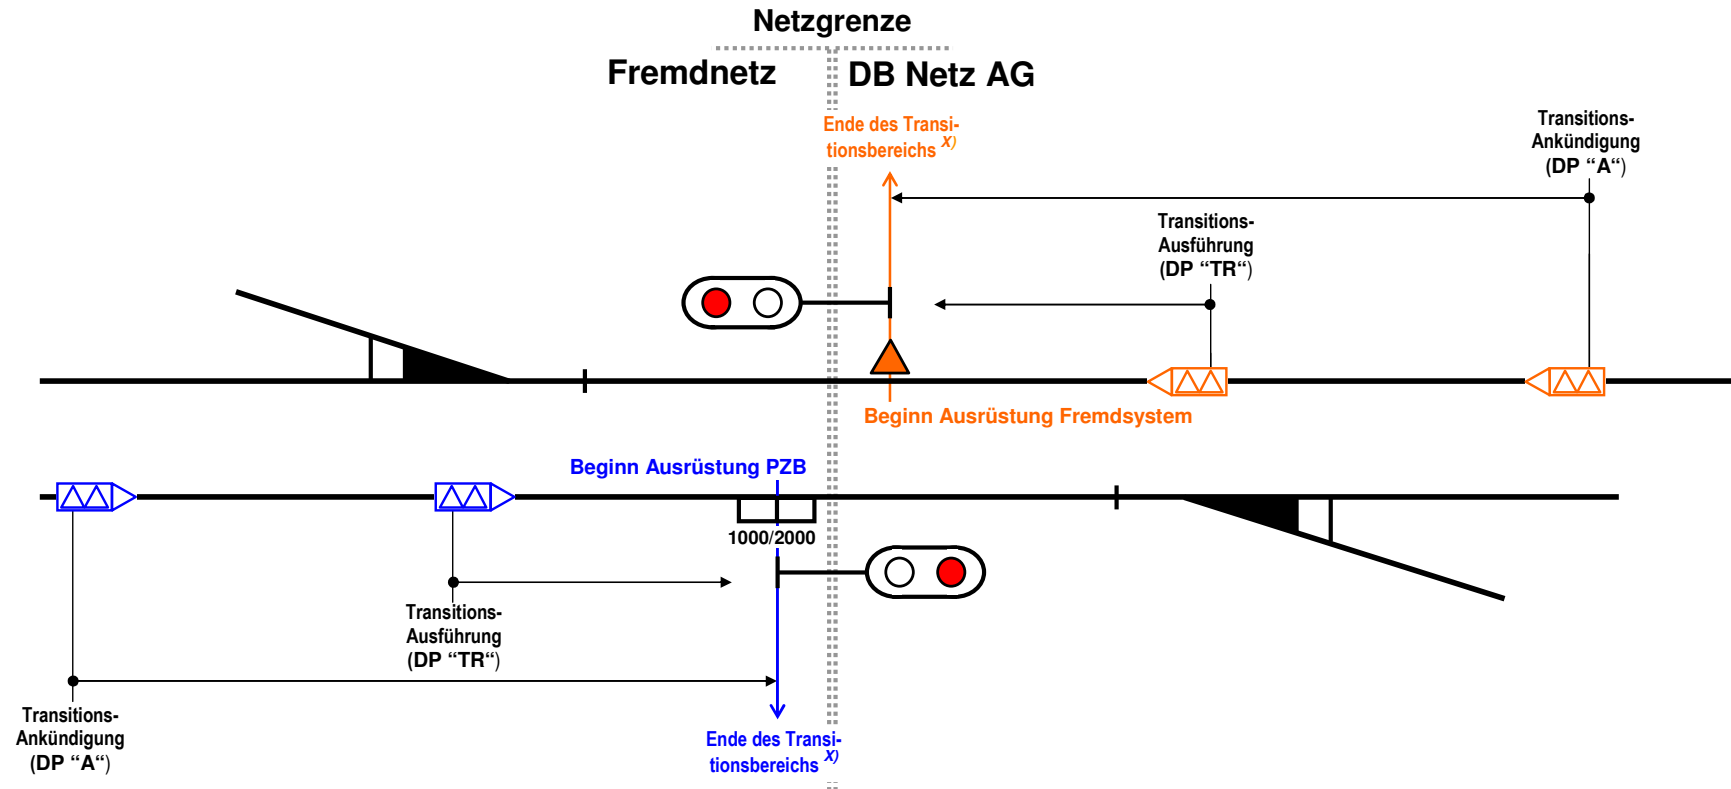 Netzgrenze
Fremdnetz
DB Netz AG
Ende des Transi-
tionsbereichs X)
Transitions-
Ankündigung
(DP “A“)
Transitions-
Ausführung
(DP “TR“)
Beginn Ausrüstung Fremdsystem
Beginn Ausrüstung PZB
1000/2000
Transitions-
Ausführung
(DP “TR“)
Transitions-
Ankündigung
(DP “A“)
Ende des Transi-
tionsbereichs X)